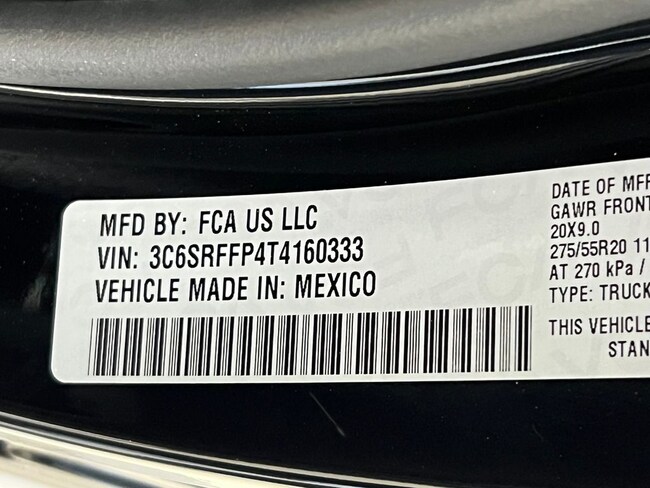 MFD BY: FCA US LLC
VIN: 3C6SRFFP4T4160333
VEHICLE MADE IN: MEXICO
DATE OF MFR
GAWR FRONT
20X9.0
275/55R20 11
AT 270 kPa /
TYPE: TRUCK
THIS VEHICLE
STAN